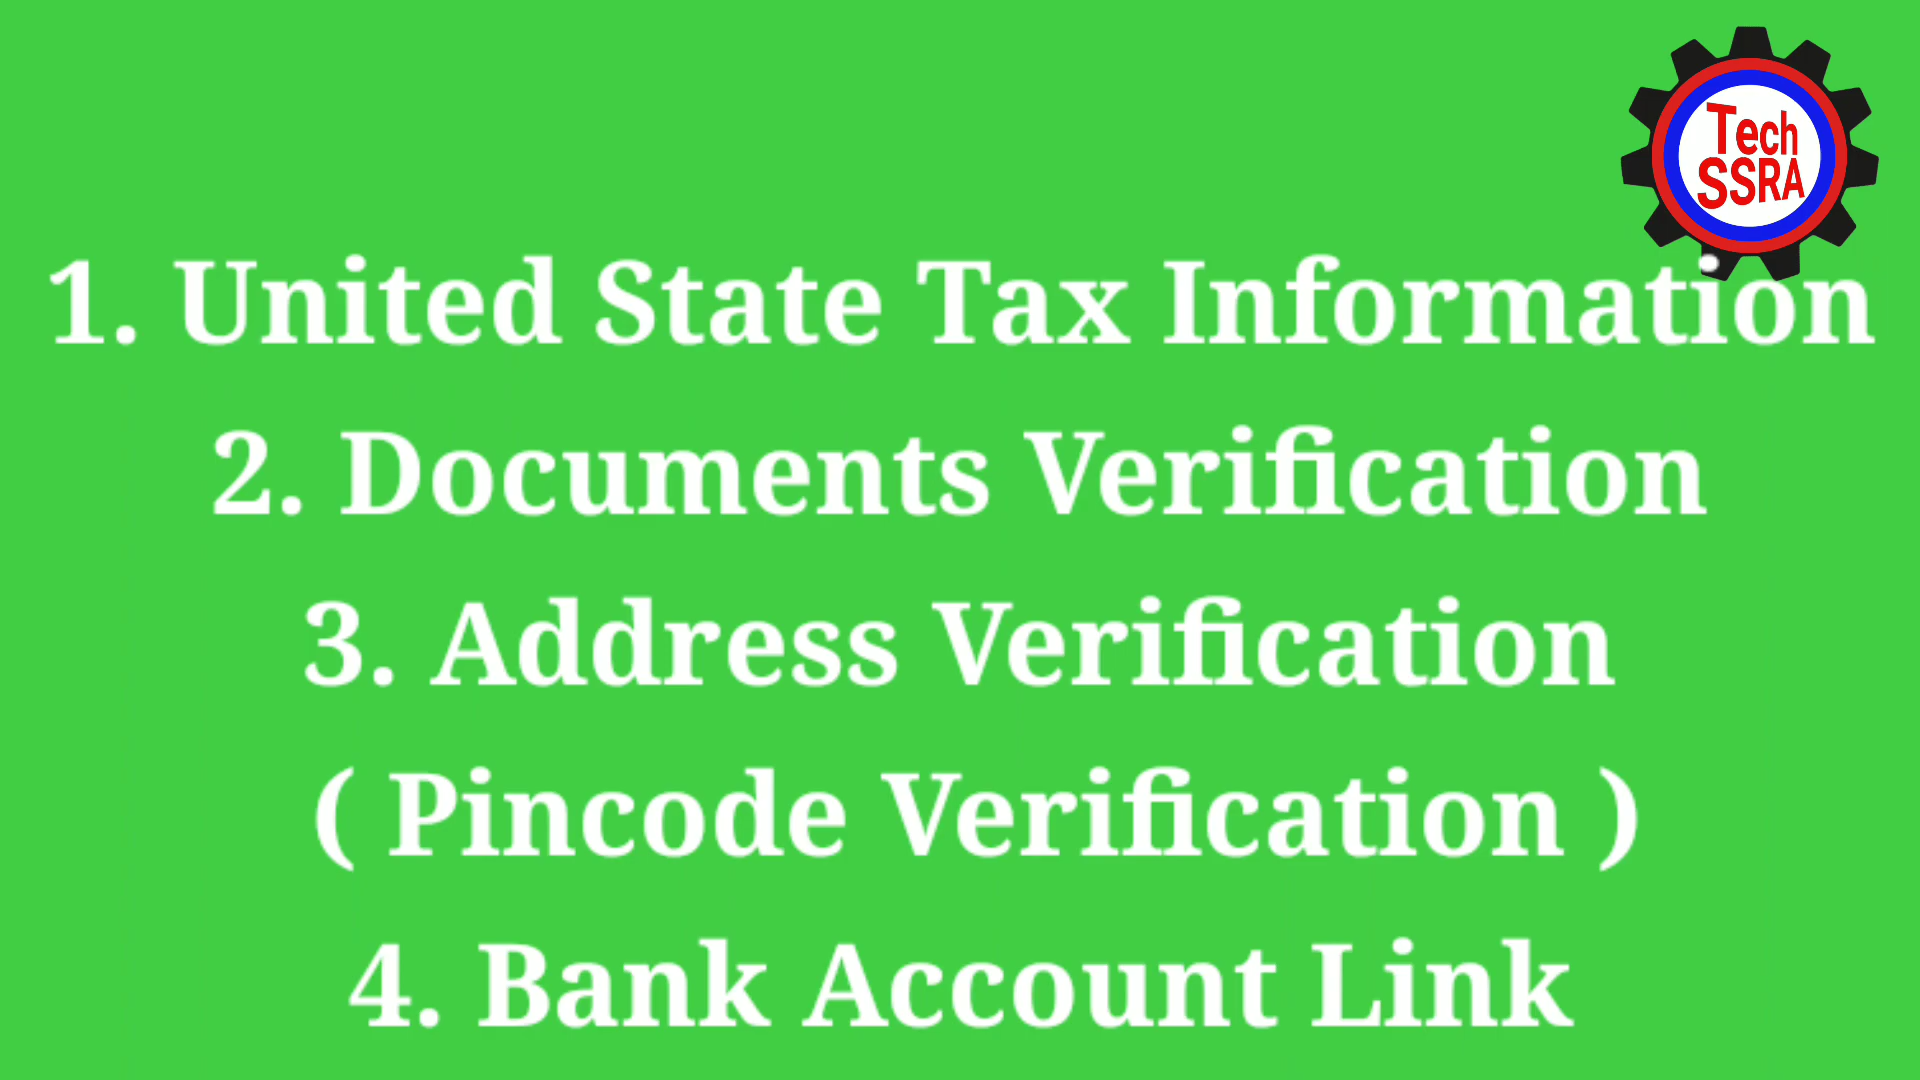 Tech
SSRA
1. United State Tax Information
2. Documents Verification
3. Address Verification
( Pincode Verification )
4. Bank Account Link